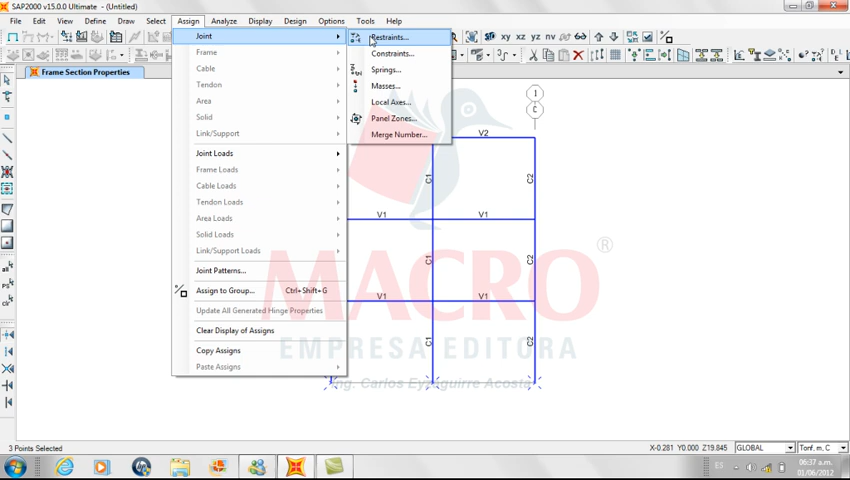 SAP2000 v15.0.0 Ultimate - (Untitled)
File Edit View Define Draw Select Assign Analyze Display Design Options Tools Help
Joint
Restraints...
xy xz yz nv
Frame Section Properties
Frame
Constraints...
Cable
Springs...
Tendon
Masses...
Area
Local Axes...
Solid
Panel Zones...
Link/Support
Merge Number...
Joint Loads
Frame Loads
Cable Loads
Tendon Loads
Area Loads
Solid Loads
Link/Support Loads
Joint Patterns...
Assign to Group... Ctrl+Shift+G
Update All Generated Hinge Properties
Clear Display of Assigns
Copy Assigns
Paste Assigns
1
C
V2
C1 C2
V1 V1
C1 C2
V1 V1
C1 C2
MACRO ®
EMPRESA EDITORA
Ing. Carlos Eyzaguirre Acosta
3 Points Selected
X-0.281 Y0.000 Z19.845
GLOBAL
Tonf, m, C
ES
06:37 a.m.
01/06/2012